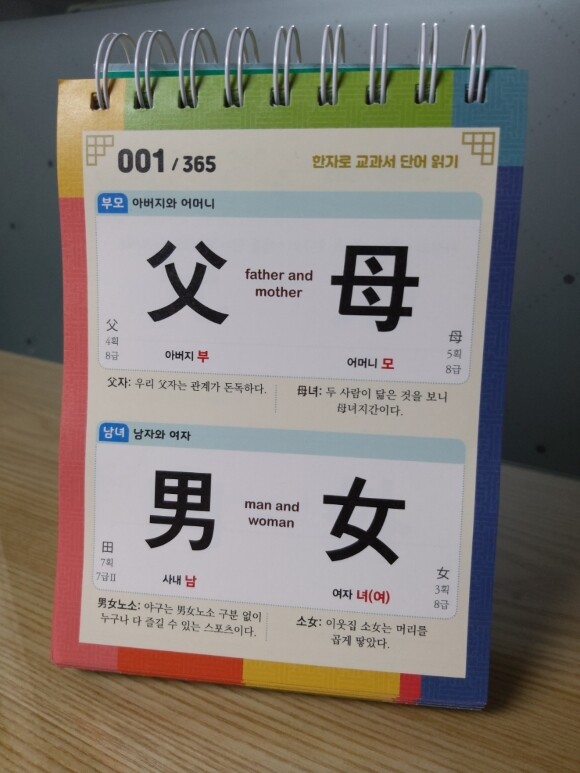 001 / 365
한자로 교과서 단어 읽기
부모 아버지와 어머니
父 father and mother 母
父
4획
8급
아버지 부
어머니 모
母
5획
8급
父자: 우리 父자는 관계가 돈독하다.
母녀: 두 사람이 닮은 것을 보니
母녀지간이다.
남녀 남자와 여자
男 man and woman 女
田
7획
7급II
사내 남
여자 녀(여)
女
3획
8급
男女노소: 야구는 男女노소 구분 없이
누구나 다 즐길 수 있는 스포츠이다.
소女: 이웃집 소女는 머리를
곱게 땋았다.